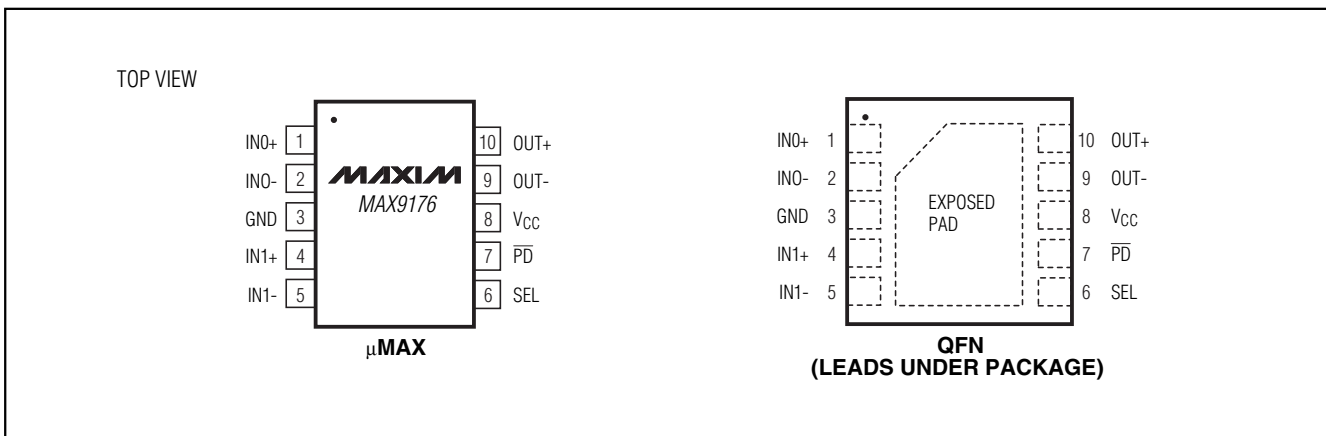 TOP VIEW
IN0+ 1
IN0- 2
GND 3
IN1+ 4
IN1- 5
MAXIM
MAX9176
10 OUT+
9 OUT-
8 VCC
7 P̅D̅
6 SEL
µMAX
IN0+ 1
IN0- 2
GND 3
IN1+ 4
IN1- 5
EXPOSED
PAD
10 OUT+
9 OUT-
8 VCC
7 P̅D̅
6 SEL
QFN
(LEADS UNDER PACKAGE)